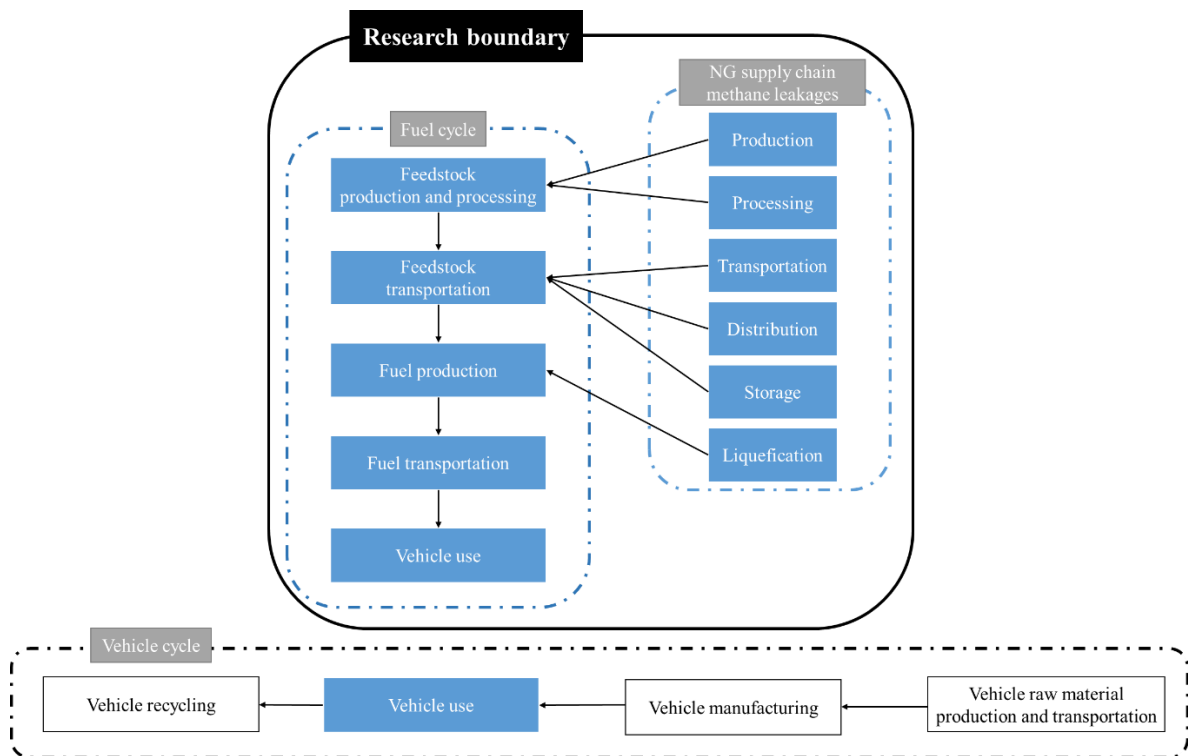 Research boundary
Fuel cycle
Feedstock
production and processing
Feedstock
transportation
Fuel production
Fuel transportation
Vehicle use
NG supply chain
methane leakages
Production
Processing
Transportation
Distribution
Storage
Liquefication
Vehicle cycle
Vehicle recycling
Vehicle use
Vehicle manufacturing
Vehicle raw material
production and transportation